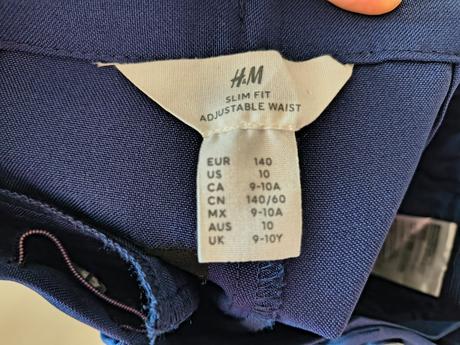 H&M
SLIM FIT
ADJUSTABLE WAIST
EUR 140
US 10
CA 9-10A
CN 140/60
MX 9-10A
AUS 10
UK 9-10Y